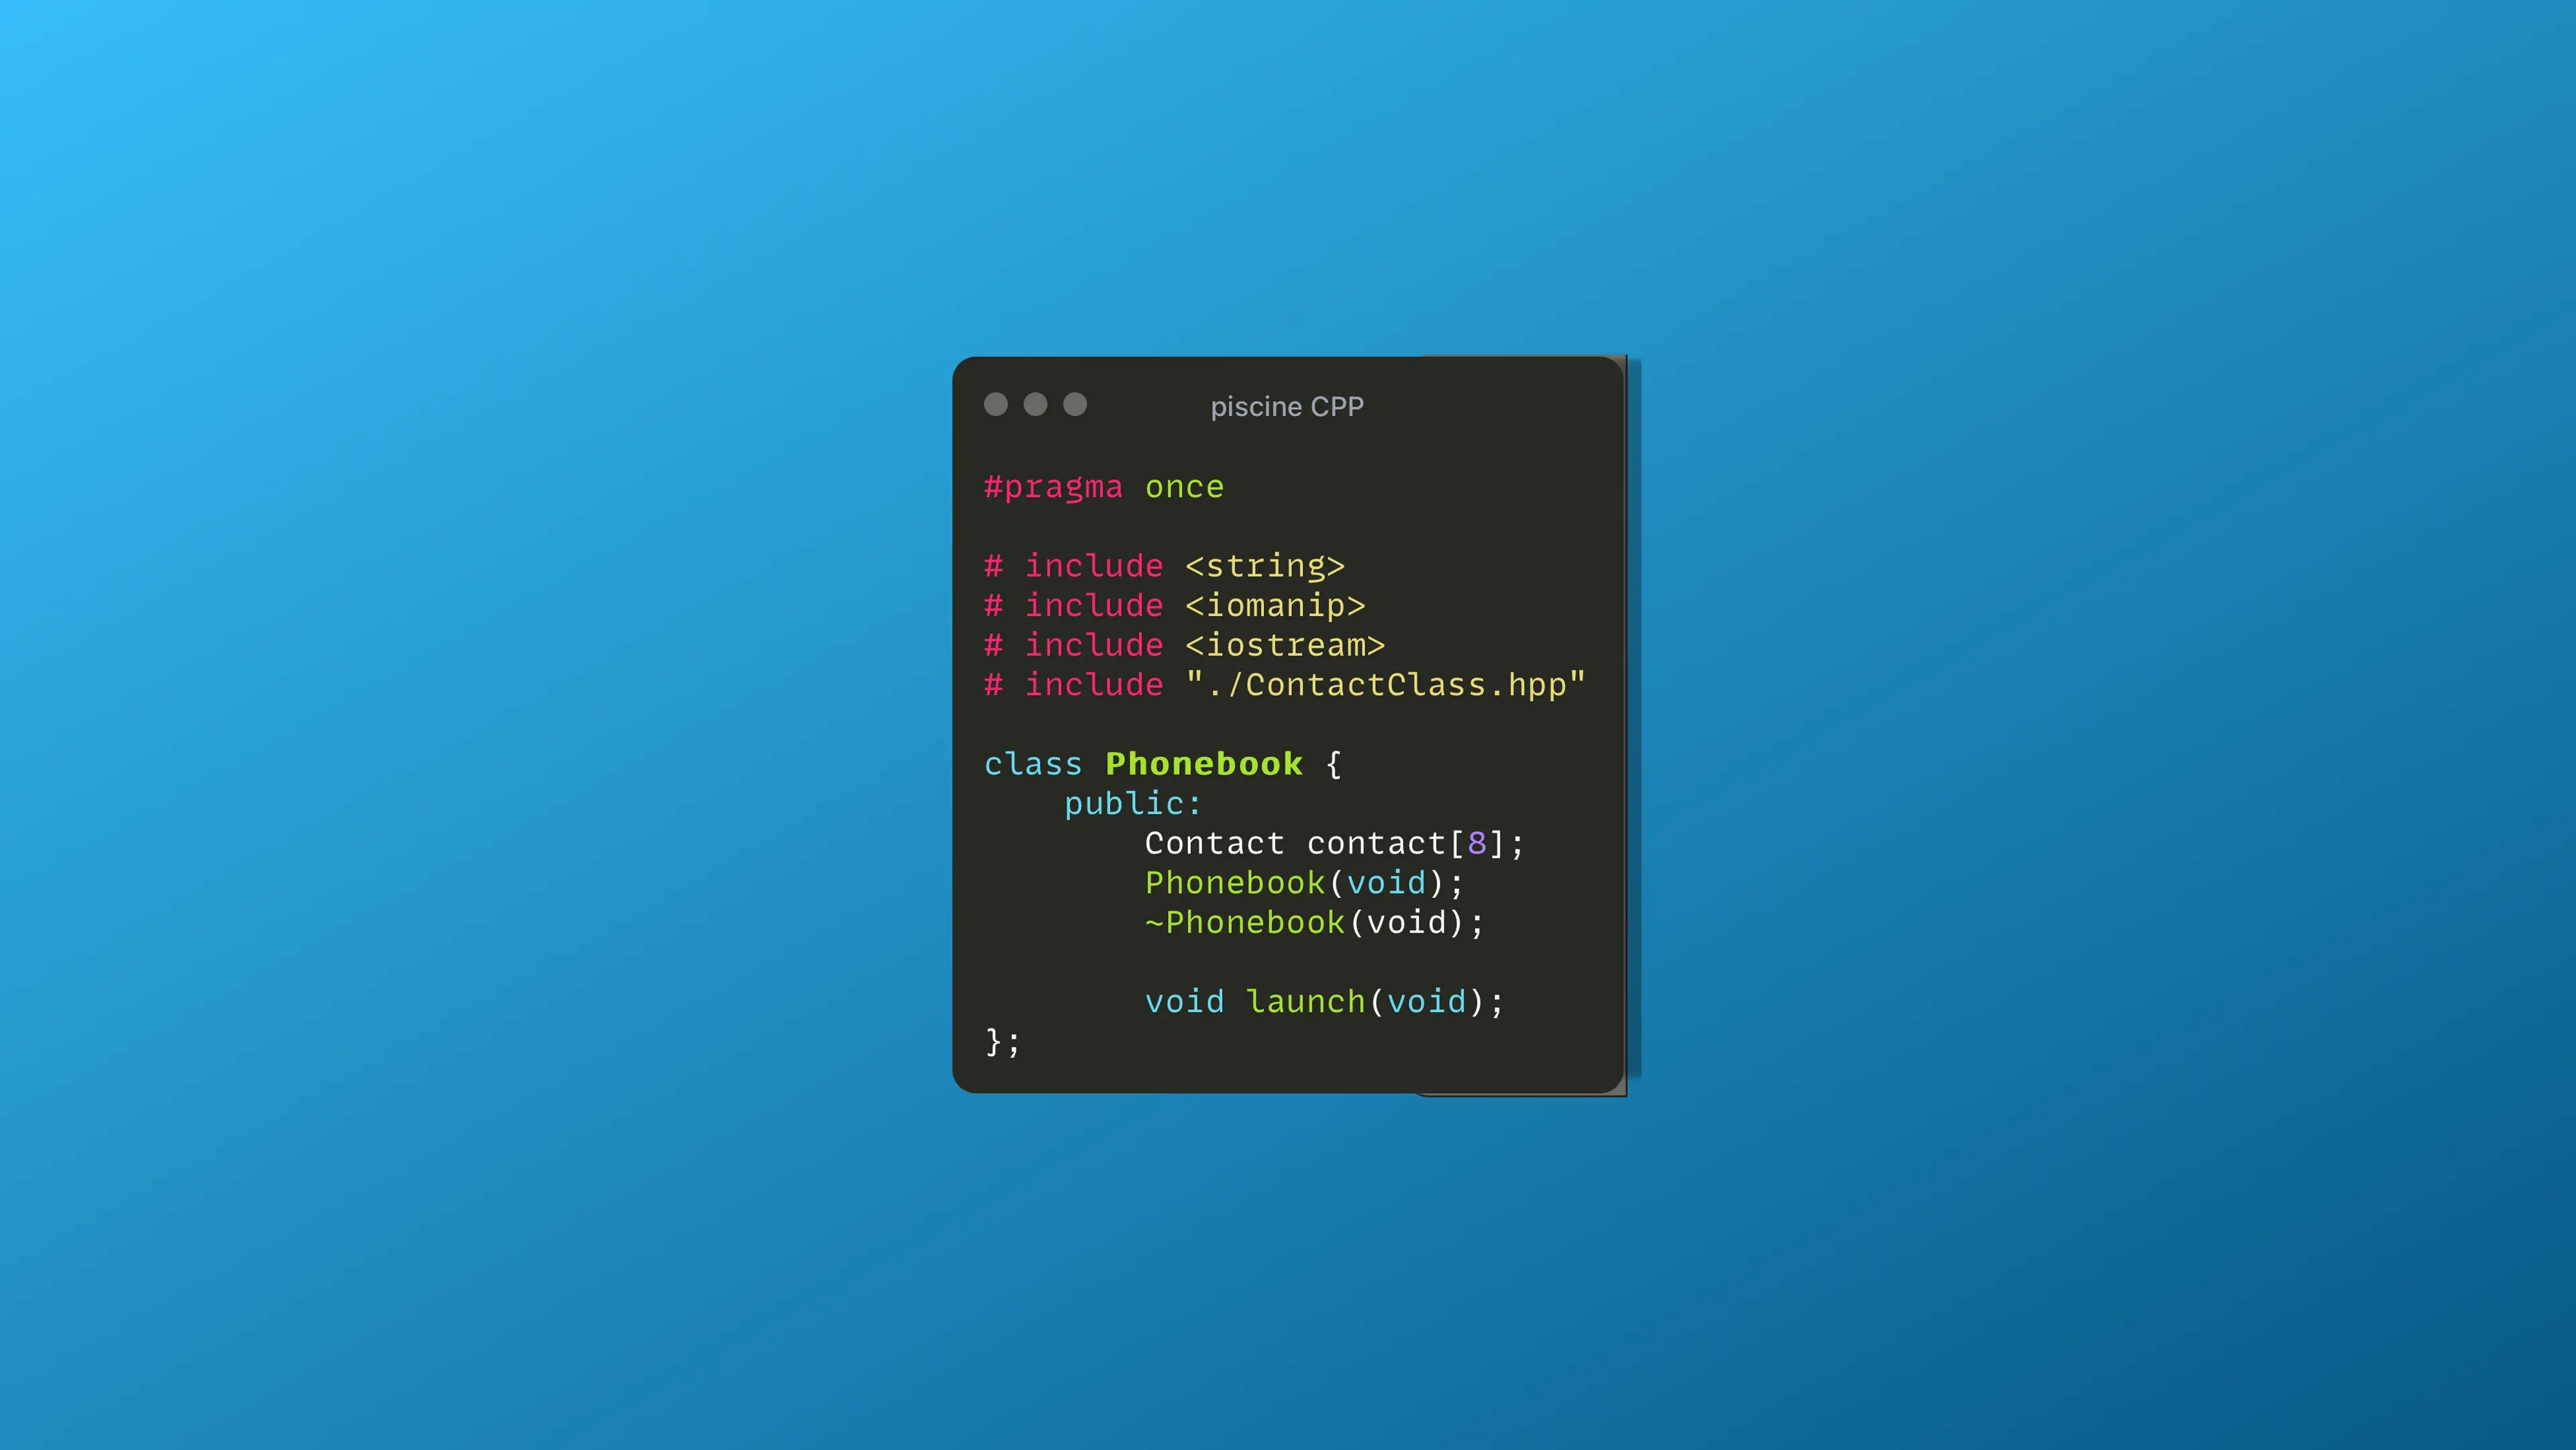 piscine CPP
#pragma once
# include <string>
# include <iomanip>
# include <iostream>
# include "./ContactClass.hpp"
class Phonebook {
public:
Contact contact[8];
Phonebook(void);
~Phonebook(void);
void launch(void);
};